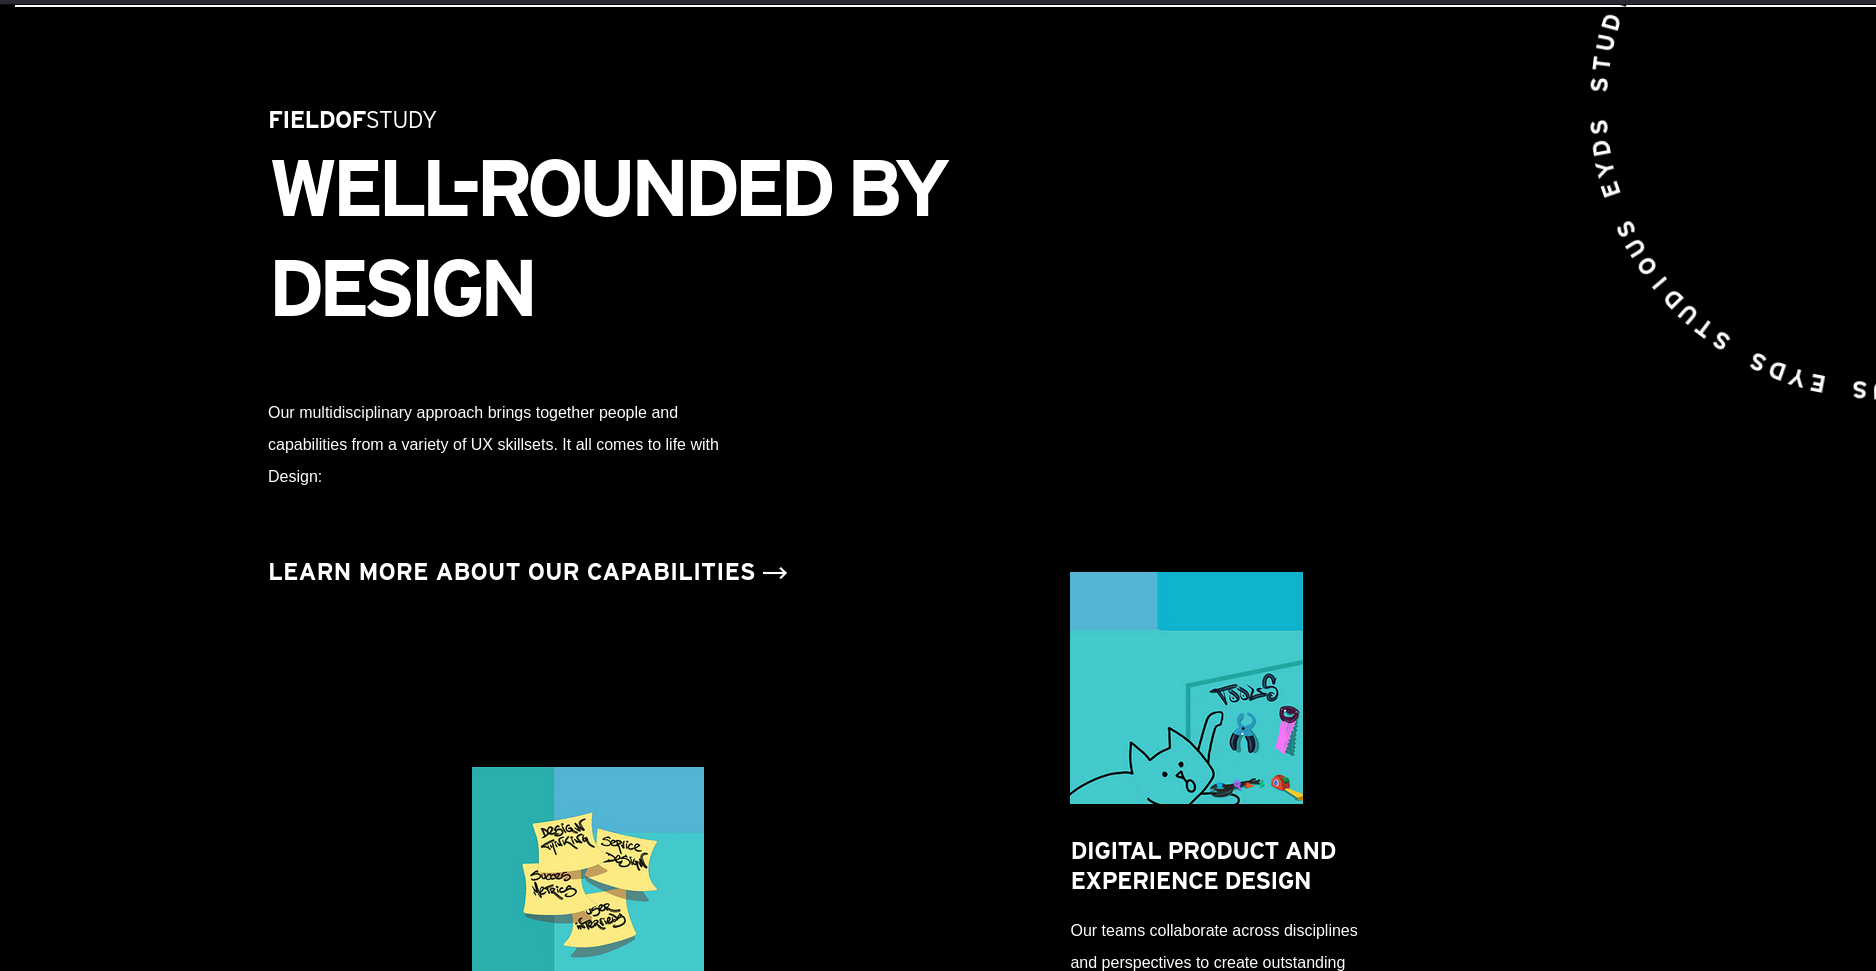 FIELDOFSTUDY
WELL-ROUNDED BY
DESIGN
Our multidisciplinary approach brings together people and
capabilities from a variety of UX skillsets. It all comes to life with
Design:
LEARN MORE ABOUT OUR CAPABILITIES →
STUD
EYDS
STUDIOUS
EYDS
S
TOOLS
DESIGN
THINKING
SERVICE
DESIGN
SUCCES
METRICS
USER
INTERVIEWS
DIGITAL PRODUCT AND
EXPERIENCE DESIGN
Our teams collaborate across disciplines
and perspectives to create outstanding